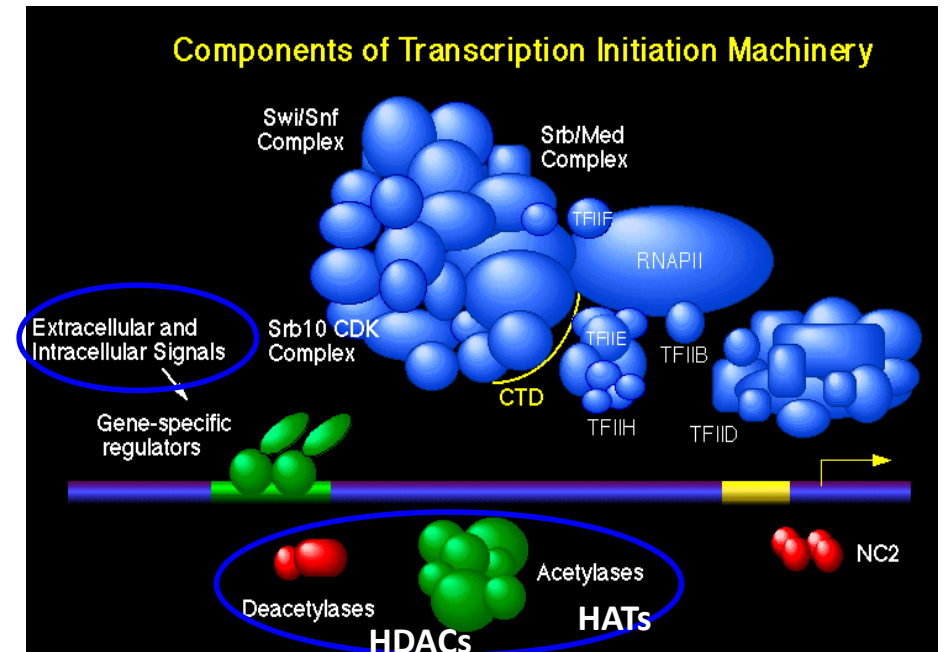 Components of Transcription Initiation Machinery
Swi/Snf
Complex
Srb/Med
Complex
TFIIF
RNAPII
Extracellular and
Intracellular Signals
Srb10 CDK
Complex
TFIIE
TFIIB
CTD
TFIIH
TFIID
Gene-specific
regulators
Deacetylases
HDACs
Acetylases
HATs
NC2